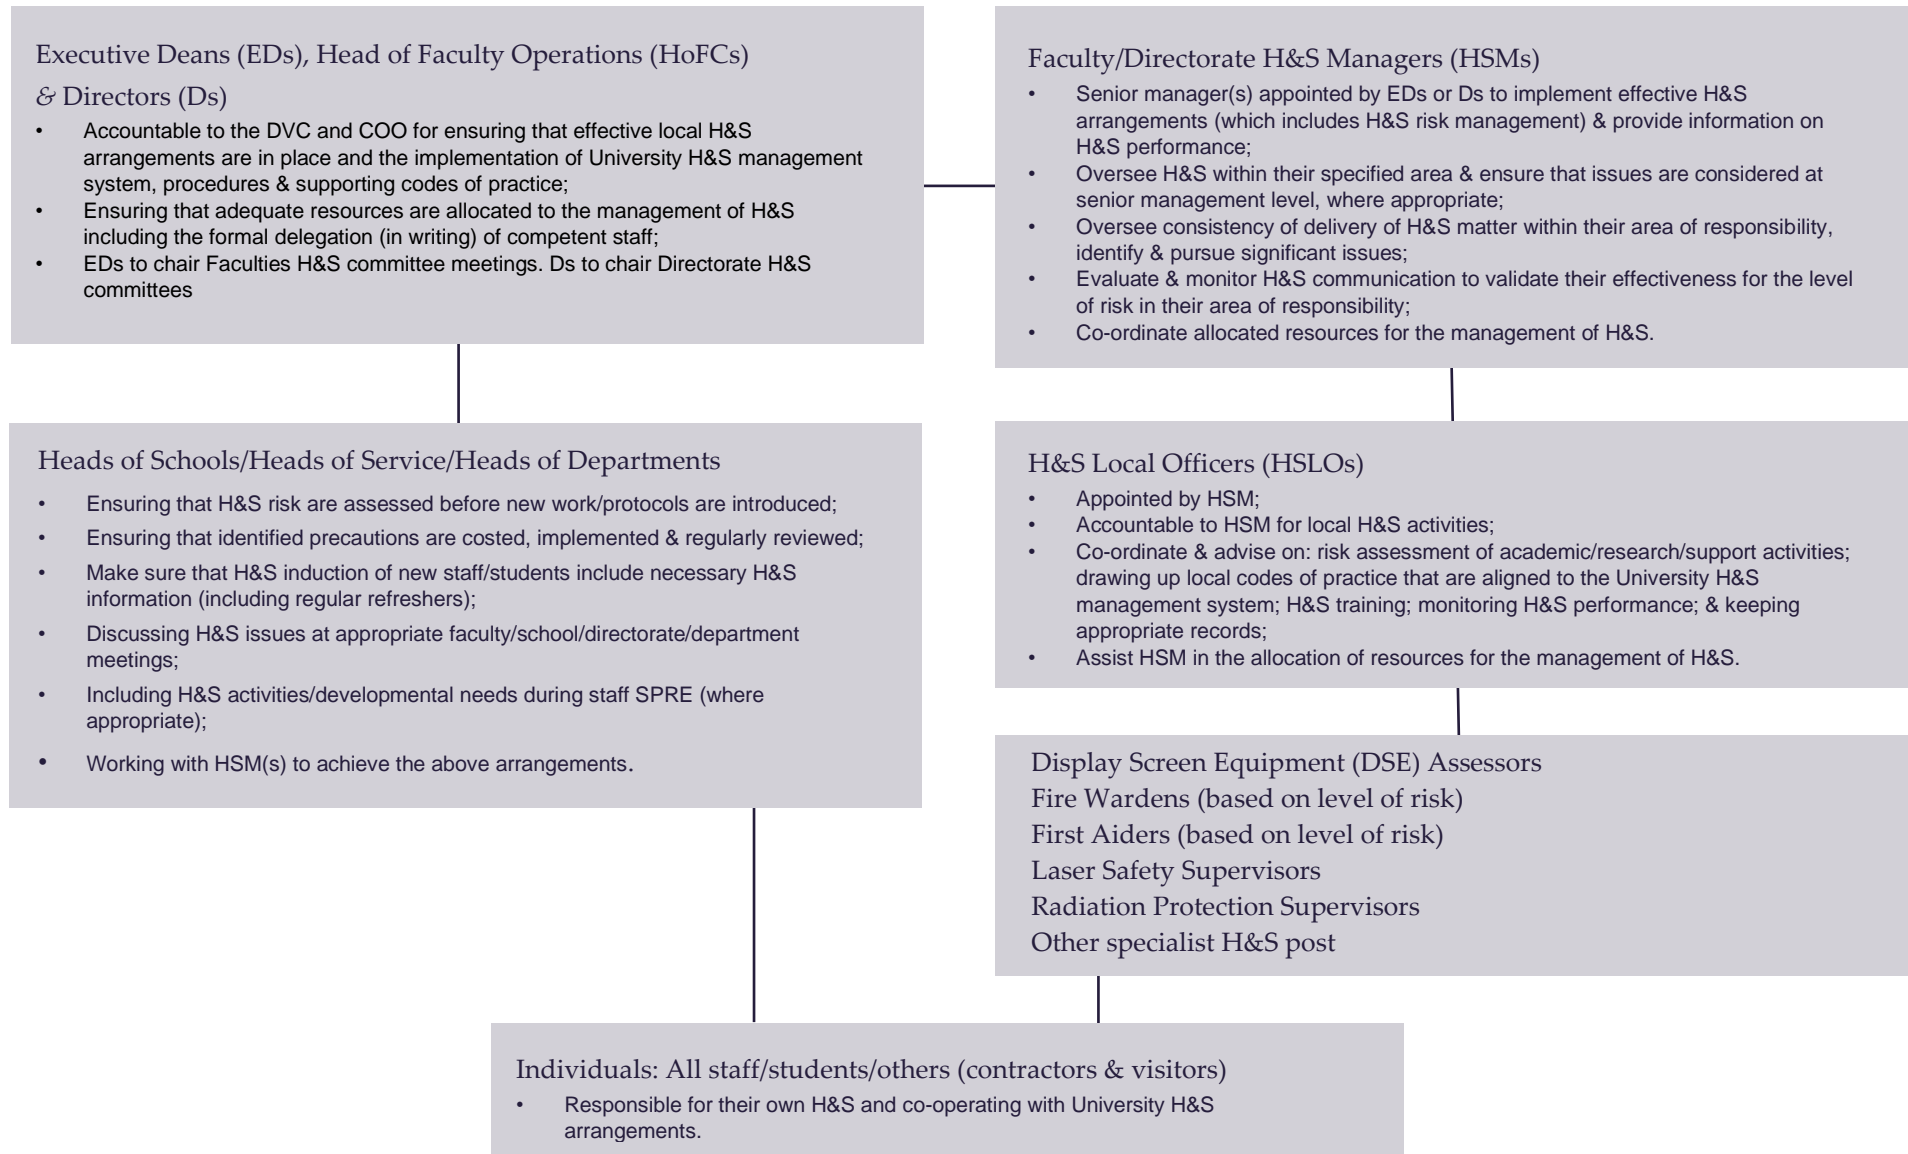 Executive Deans (EDs), Head of Faculty Operations (HoFCs)
& Directors (Ds)
• Accountable to the DVC and COO for ensuring that effective local H&S
arrangements are in place and the implementation of University H&S management
system, procedures & supporting codes of practice;
• Ensuring that adequate resources are allocated to the management of H&S
including the formal delegation (in writing) of competent staff;
• EDs to chair Faculties H&S committee meetings. Ds to chair Directorate H&S
committees
Faculty/Directorate H&S Managers (HSMs)
• Senior manager(s) appointed by EDs or Ds to implement effective H&S
arrangements (which includes H&S risk management) & provide information on
H&S performance;
• Oversee H&S within their specified area & ensure that issues are considered at
senior management level, where appropriate;
• Oversee consistency of delivery of H&S matter within their area of responsibility,
identify & pursue significant issues;
• Evaluate & monitor H&S communication to validate their effectiveness for the level
of risk in their area of responsibility;
• Co-ordinate allocated resources for the management of H&S.
Heads of Schools/Heads of Service/Heads of Departments
• Ensuring that H&S risk are assessed before new work/protocols are introduced;
• Ensuring that identified precautions are costed, implemented & regularly reviewed;
• Make sure that H&S induction of new staff/students include necessary H&S
information (including regular refreshers);
• Discussing H&S issues at appropriate faculty/school/directorate/department
meetings;
• Including H&S activities/developmental needs during staff SPRE (where
appropriate);
• Working with HSM(s) to achieve the above arrangements.
H&S Local Officers (HSLOs)
• Appointed by HSM;
• Accountable to HSM for local H&S activities;
• Co-ordinate & advise on: risk assessment of academic/research/support activities;
drawing up local codes of practice that are aligned to the University H&S
management system; H&S training; monitoring H&S performance; & keeping
appropriate records;
• Assist HSM in the allocation of resources for the management of H&S.
Display Screen Equipment (DSE) Assessors
Fire Wardens (based on level of risk)
First Aiders (based on level of risk)
Laser Safety Supervisors
Radiation Protection Supervisors
Other specialist H&S post
Individuals: All staff/students/others (contractors & visitors)
• Responsible for their own H&S and co-operating with University H&S
arrangements.